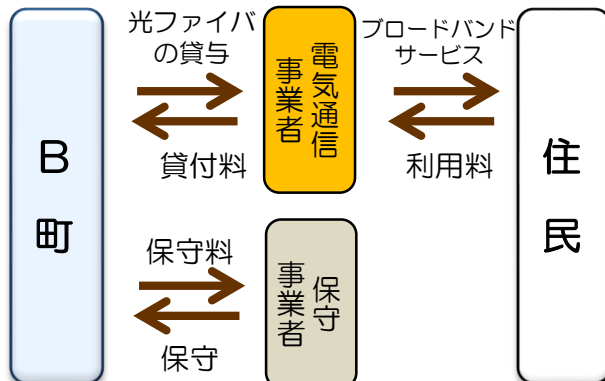 B町
光ファイバ
の貸与
貸付料
電気通信
事業者
ブロードバンド
サービス
利用料
住民
保守料
保守
保守
事業者